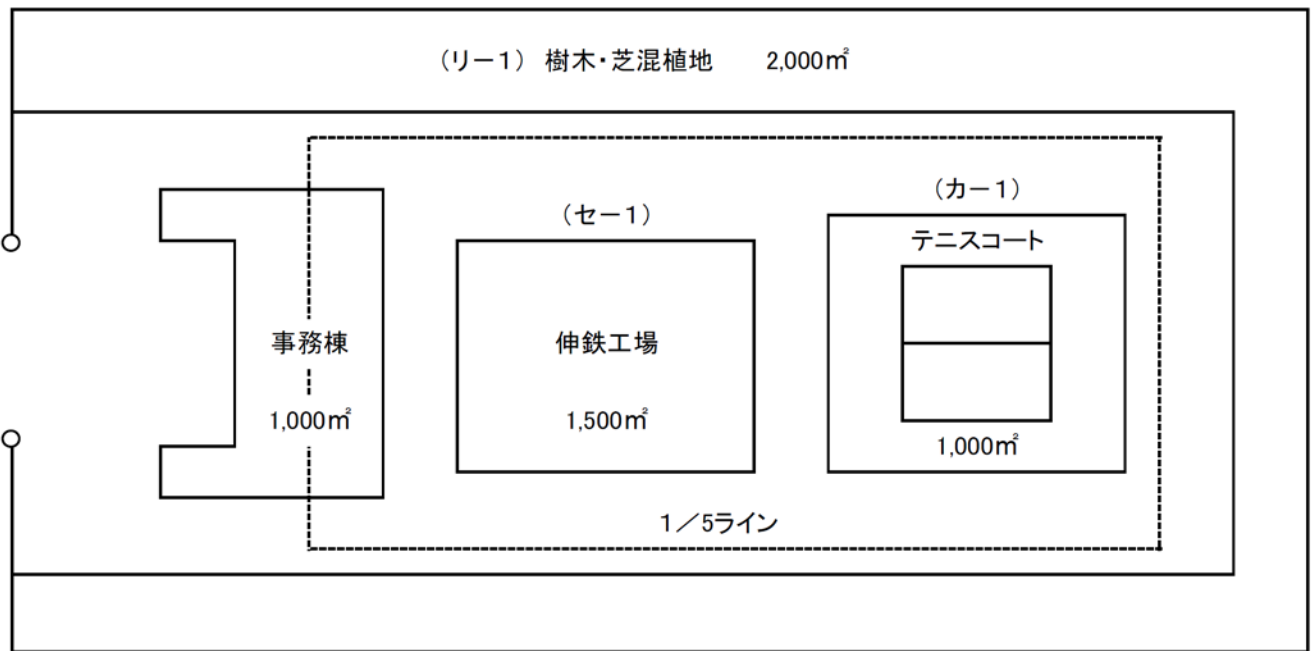 (リー1) 樹木・芝混植地 2,000㎡
(セー1)
(カー1)
テニスコート
事務棟
1,000㎡
伸鉄工場
1,500㎡
1,000㎡
1/5ライン